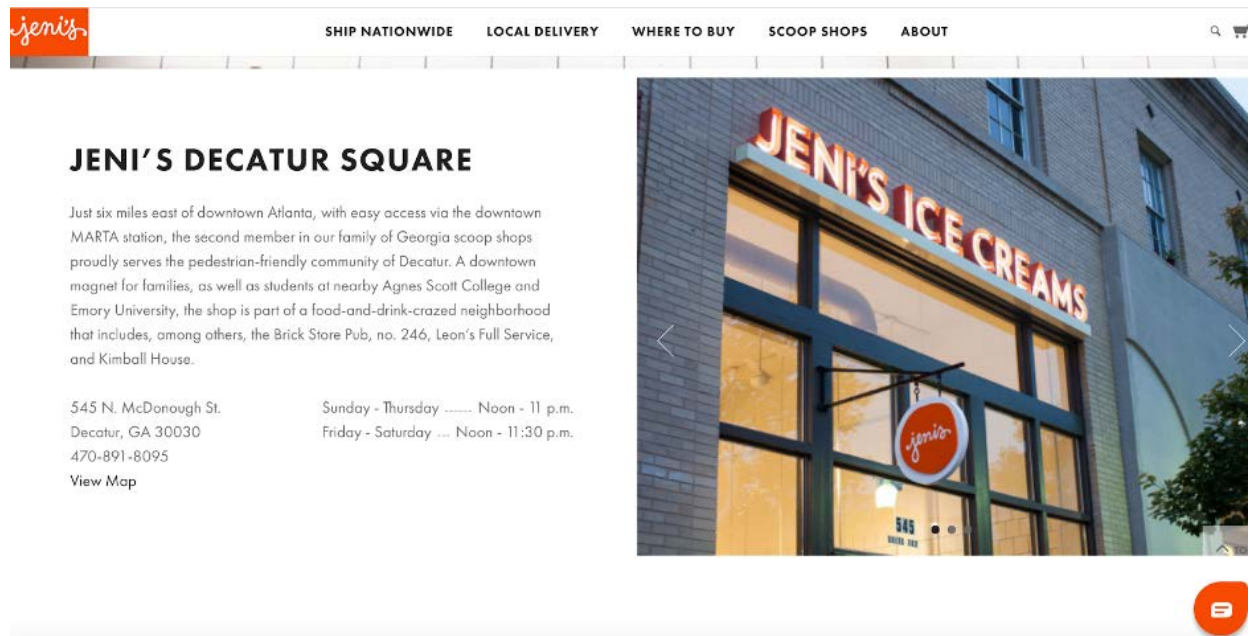 jeni's
SHIP NATIONWIDE LOCAL DELIVERY WHERE TO BUY SCOOP SHOPS ABOUT
JENI'S DECATUR SQUARE
Just six miles east of downtown Atlanta, with easy access via the downtown
MARTA station, the second member in our family of Georgia scoop shops
proudly serves the pedestrian-friendly community of Decatur. A downtown
magnet for families, as well as students at nearby Agnes Scott College and
Emory University, the shop is part of a food-and-drink-crazed neighborhood
that includes, among others, the Brick Store Pub, no. 246, Leon's Full Service,
and Kimball House.
545 N. McDonough St.
Decatur, GA 30030
470-891-8095
View Map
Sunday - Thursday ...... Noon - 11 p.m.
Friday - Saturday ... Noon - 11:30 p.m.
JENI'S ICE CREAMS
jenis
545